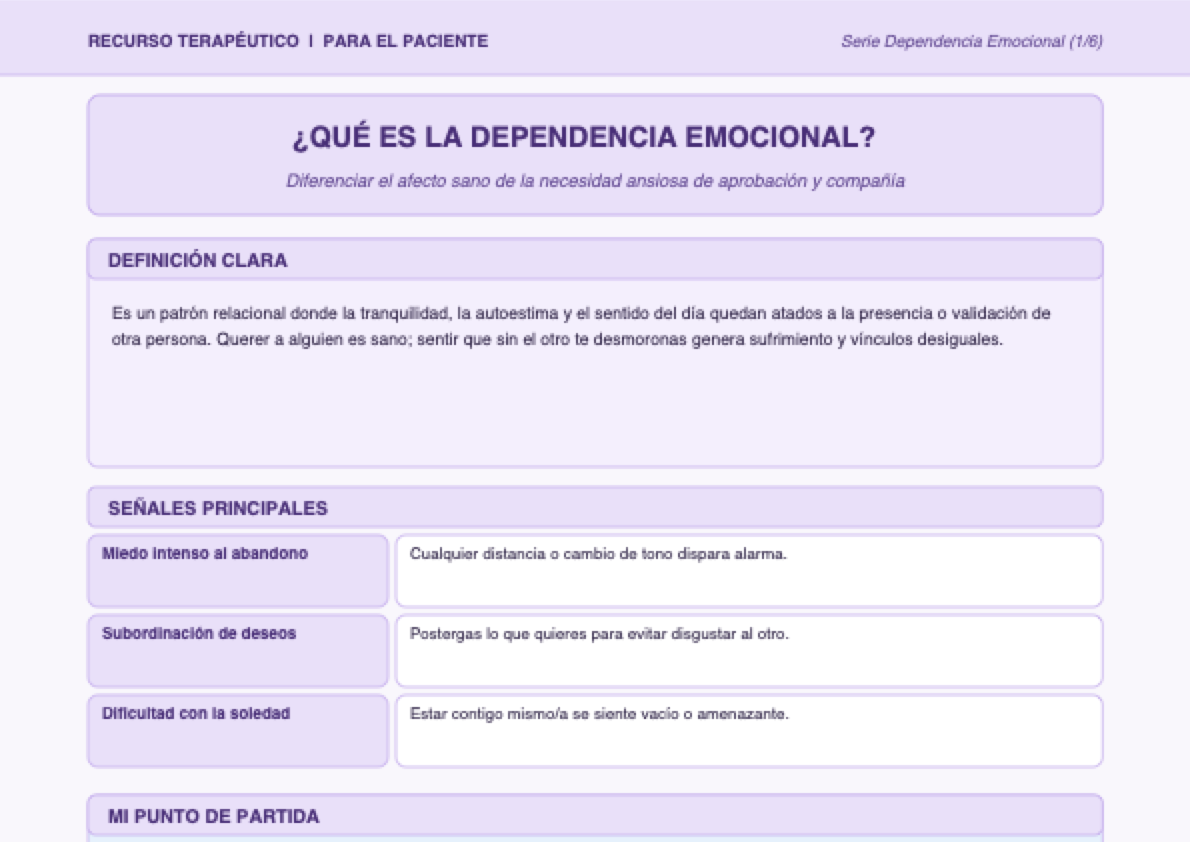 RECURSO TERAPÉUTICO | PARA EL PACIENTE
Serie Dependencia Emocional (1/6)
¿QUÉ ES LA DEPENDENCIA EMOCIONAL?
Diferenciar el afecto sano de la necesidad ansiosa de aprobación y compañía
DEFINICIÓN CLARA
Es un patrón relacional donde la tranquilidad, la autoestima y el sentido del día quedan atados a la presencia o validación de
otra persona. Querer a alguien es sano; sentir que sin el otro te desmoronas genera sufrimiento y vínculos desiguales.
SEÑALES PRINCIPALES
Miedo intenso al abandono
Cualquier distancia o cambio de tono dispara alarma.
Subordinación de deseos
Postergas lo que quieres para evitar disgustar al otro.
Dificultad con la soledad
Estar contigo mismo/a se siente vacío o amenazante.
MI PUNTO DE PARTIDA